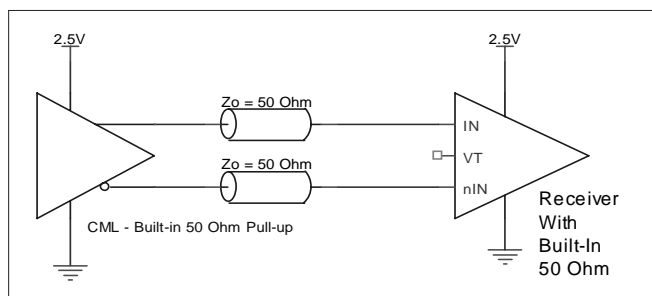 2.5V
2.5V
Zo = 50 Ohm
IN
VT
Zo = 50 Ohm
nIN
CML - Built-in 50 Ohm Pull-up
Receiver
With
Built-In
50 Ohm